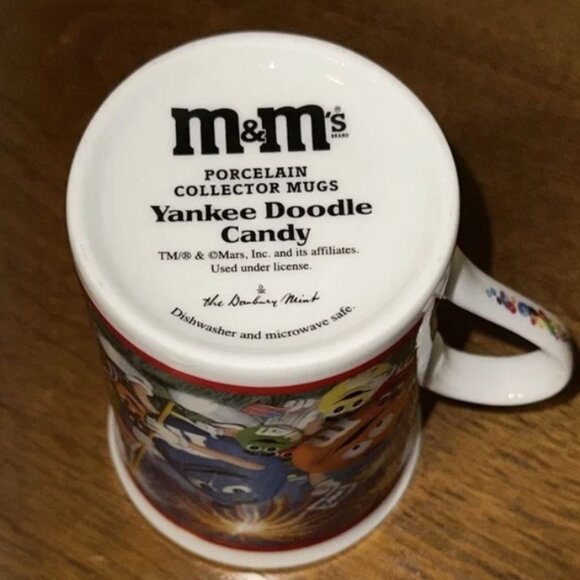 m&m's®
BRAND
PORCELAIN
COLLECTOR MUGS
Yankee Doodle
Candy
TM/® & ©Mars, Inc. and its affiliates.
Used under license.
the Danbury Mint
Dishwasher and microwave safe.